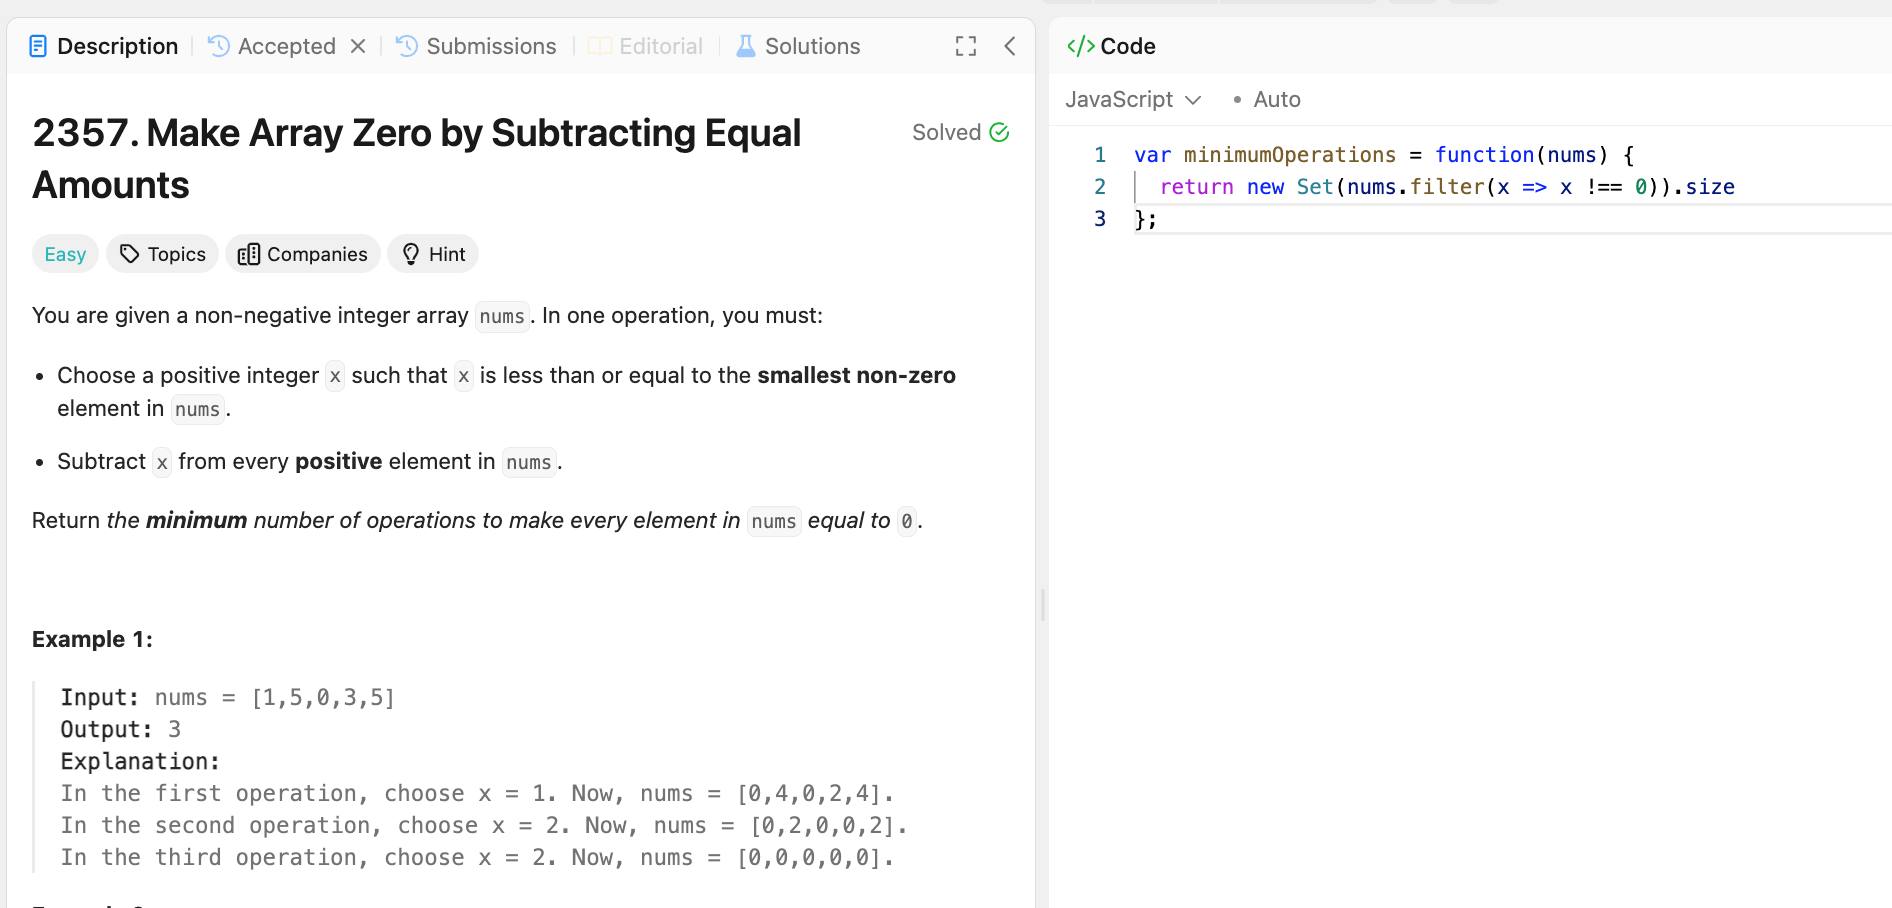 Description
Accepted
Submissions
Editorial
Solutions
2357. Make Array Zero by Subtracting Equal
Amounts
Solved
Easy
Topics
Companies
Hint
You are given a non-negative integer array nums. In one operation, you must:
• Choose a positive integer x such that x is less than or equal to the smallest non-zero
element in nums.
• Subtract x from every positive element in nums.
Return the minimum number of operations to make every element in nums equal to 0.
Example 1:
Input: nums = [1,5,0,3,5]
Output: 3
Explanation:
In the first operation, choose x = 1. Now, nums = [0,4,0,2,4].
In the second operation, choose x = 2. Now, nums = [0,2,0,0,2].
In the third operation, choose x = 2. Now, nums = [0,0,0,0,0].
</> Code
JavaScript
• Auto
1 var minimumOperations = function(nums) {
2 return new Set(nums.filter(x => x !== 0)).size
3 };